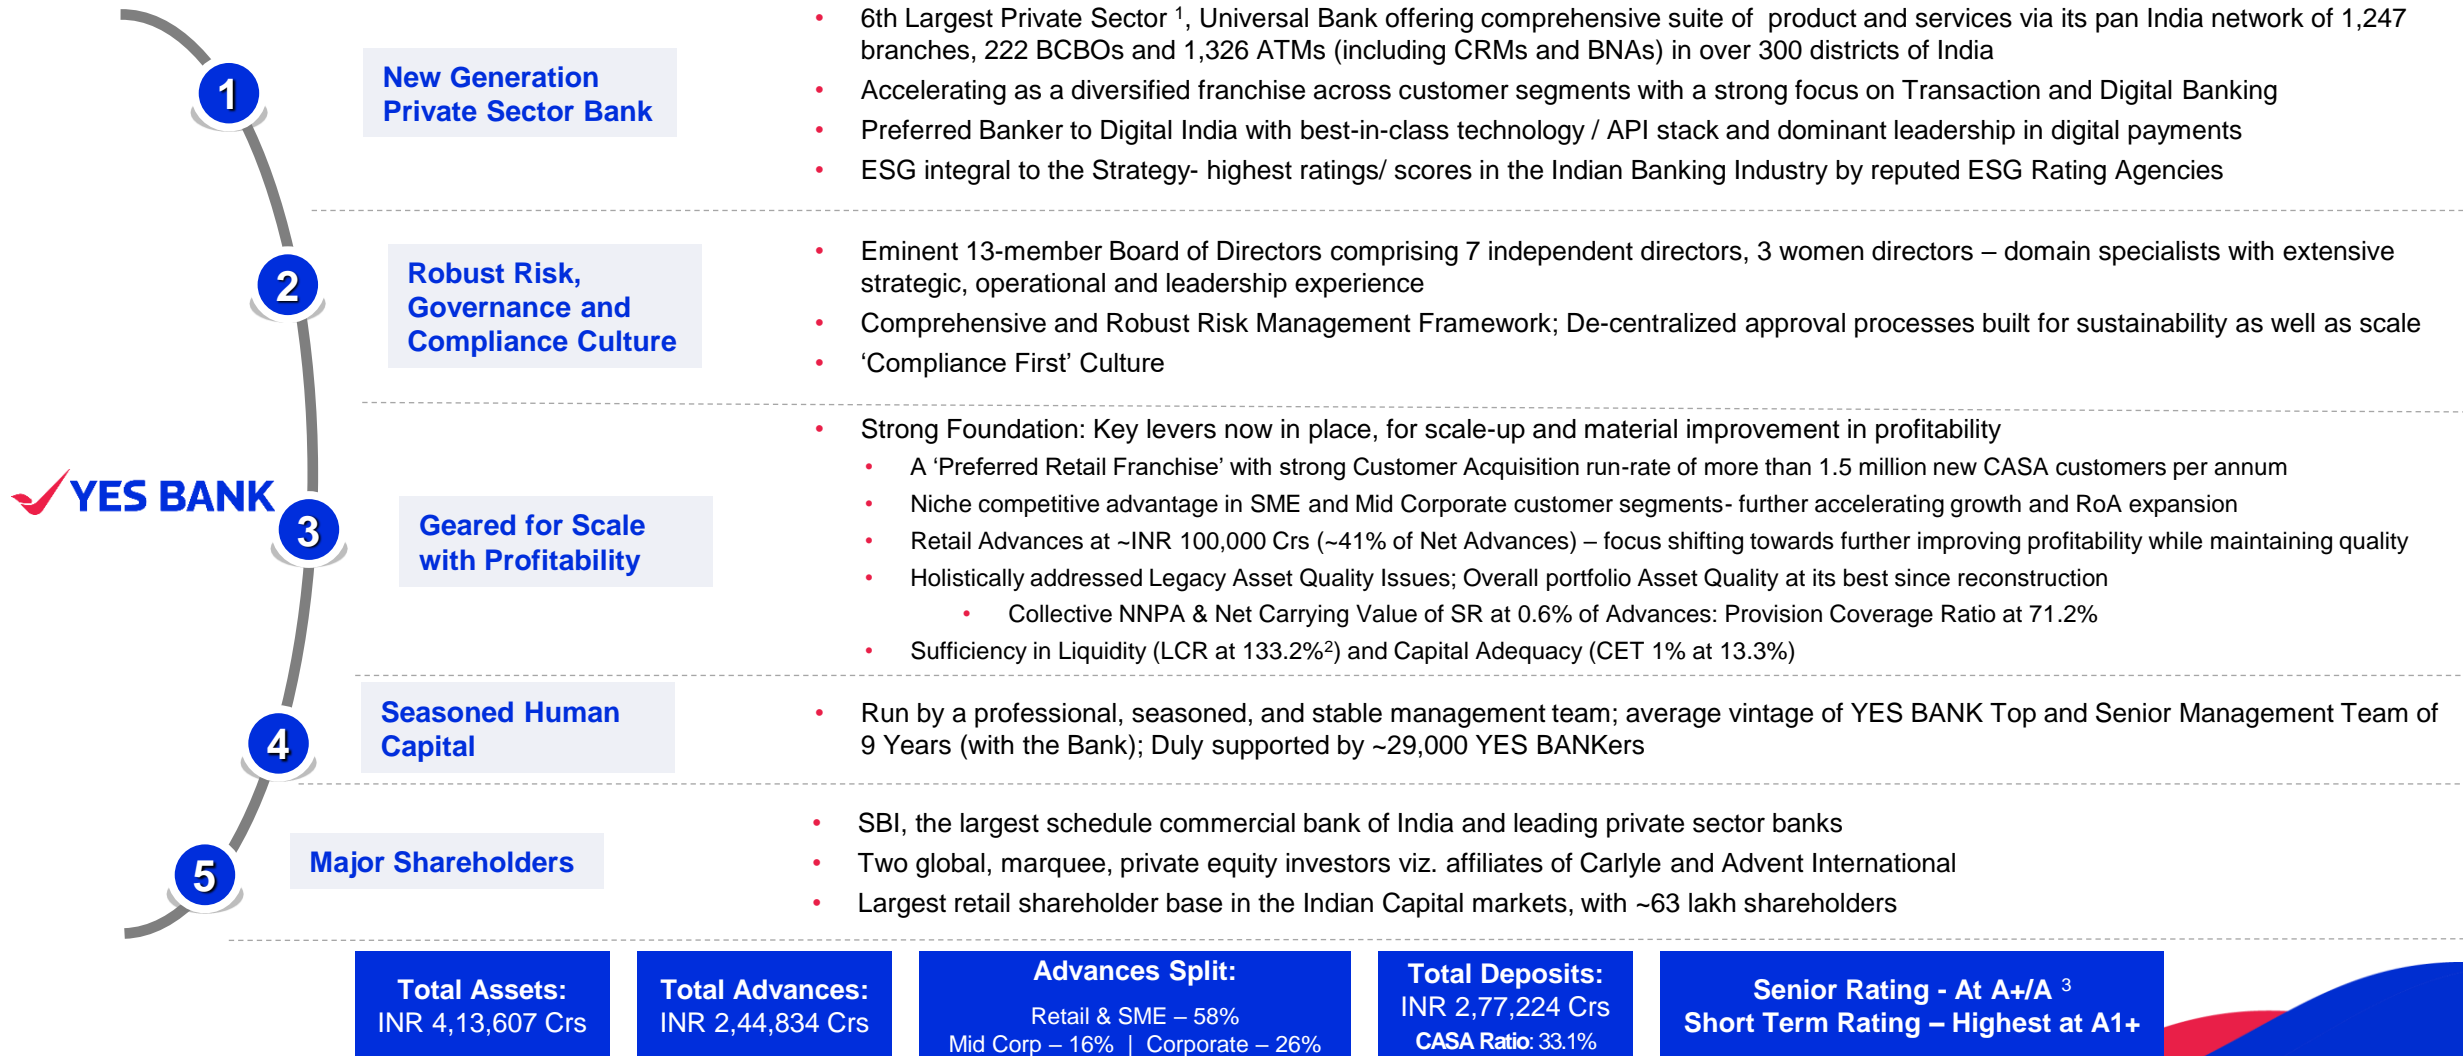 YES BANK
1
New Generation
Private Sector Bank
• 6th Largest Private Sector ¹, Universal Bank offering comprehensive suite of product and services via its pan India network of 1,247
branches, 222 BCBOs and 1,326 ATMs (including CRMs and BNAs) in over 300 districts of India
• Accelerating as a diversified franchise across customer segments with a strong focus on Transaction and Digital Banking
• Preferred Banker to Digital India with best-in-class technology / API stack and dominant leadership in digital payments
• ESG integral to the Strategy- highest ratings/ scores in the Indian Banking Industry by reputed ESG Rating Agencies
2
Robust Risk,
Governance and
Compliance Culture
• Eminent 13-member Board of Directors comprising 7 independent directors, 3 women directors – domain specialists with extensive
strategic, operational and leadership experience
• Comprehensive and Robust Risk Management Framework; De-centralized approval processes built for sustainability as well as scale
• ‘Compliance First’ Culture
3
Geared for Scale
with Profitability
• Strong Foundation: Key levers now in place, for scale-up and material improvement in profitability
• A ‘Preferred Retail Franchise’ with strong Customer Acquisition run-rate of more than 1.5 million new CASA customers per annum
• Niche competitive advantage in SME and Mid Corporate customer segments- further accelerating growth and RoA expansion
• Retail Advances at ~INR 100,000 Crs (~41% of Net Advances) – focus shifting towards further improving profitability while maintaining quality
• Holistically addressed Legacy Asset Quality Issues; Overall portfolio Asset Quality at its best since reconstruction
• Collective NNPA & Net Carrying Value of SR at 0.6% of Advances: Provision Coverage Ratio at 71.2%
• Sufficiency in Liquidity (LCR at 133.2%²) and Capital Adequacy (CET 1% at 13.3%)
4
Seasoned Human
Capital
• Run by a professional, seasoned, and stable management team; average vintage of YES BANK Top and Senior Management Team of
9 Years (with the Bank); Duly supported by ~29,000 YES BANKers
5
Major Shareholders
• SBI, the largest schedule commercial bank of India and leading private sector banks
• Two global, marquee, private equity investors viz. affiliates of Carlyle and Advent International
• Largest retail shareholder base in the Indian Capital markets, with ~63 lakh shareholders
Total Assets:
INR 4,13,607 Crs
Total Advances:
INR 2,44,834 Crs
Advances Split:
Retail & SME – 58%
Mid Corp – 16% | Corporate – 26%
Total Deposits:
INR 2,77,224 Crs
CASA Ratio: 33.1%
Senior Rating - At A+/A ³
Short Term Rating – Highest at A1+